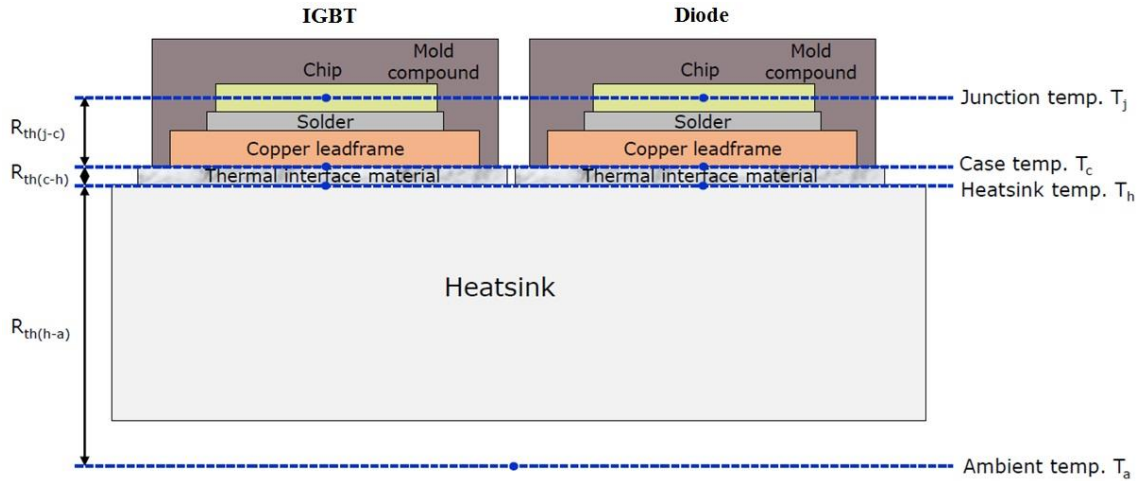 IGBT
Diode
Mold
compound
Chip
Mold
compound
Chip
Junction temp. Tj
Rth(j-c)
Solder
Solder
Copper leadframe
Copper leadframe
Case temp. Tc
Rth(c-h)
Thermal interface material
Thermal interface material
Heatsink temp. Th
Heatsink
Rth(h-a)
Ambient temp. Ta